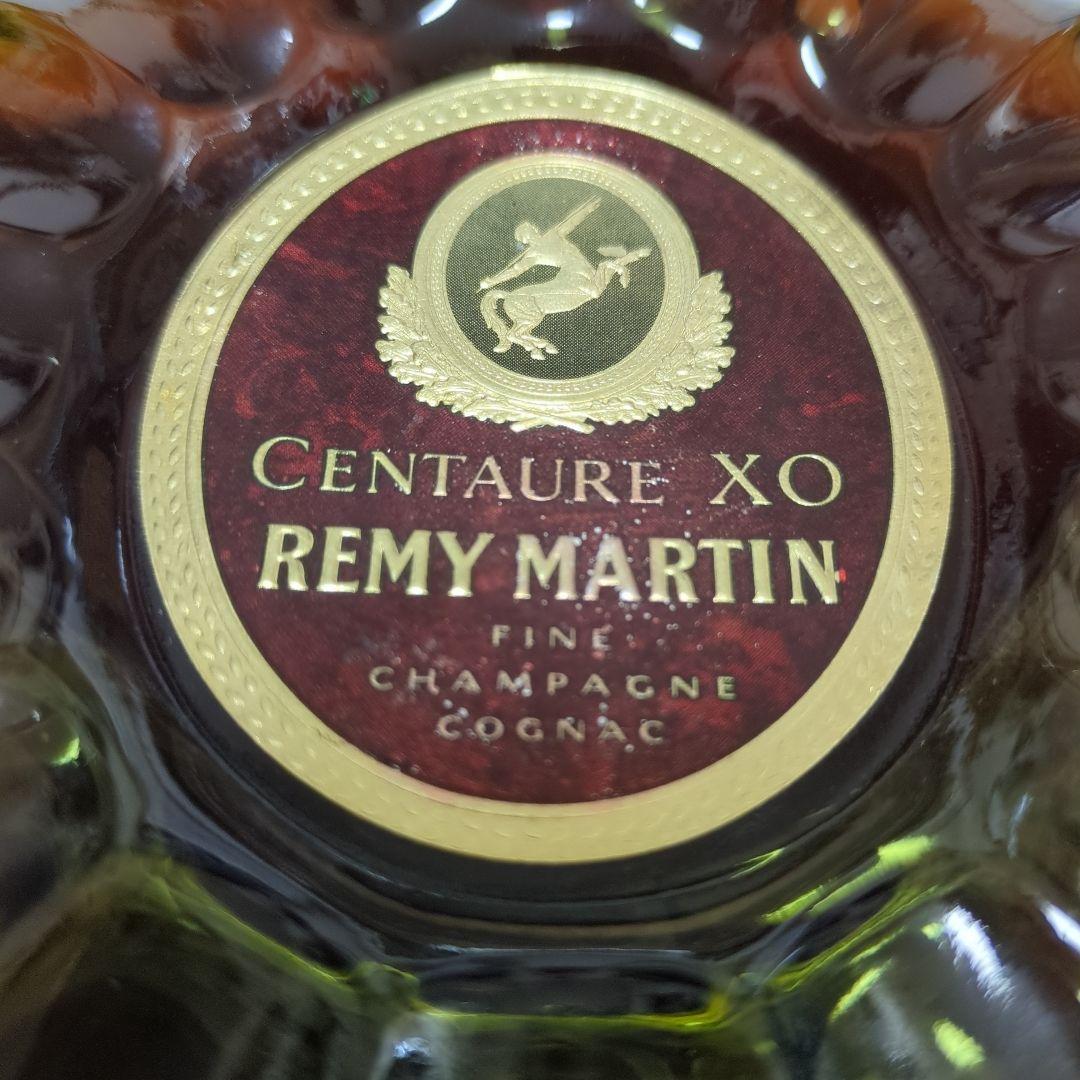 CENTAURE XO
REMY MARTIN
FINE
CHAMPAGNE
COGNAC